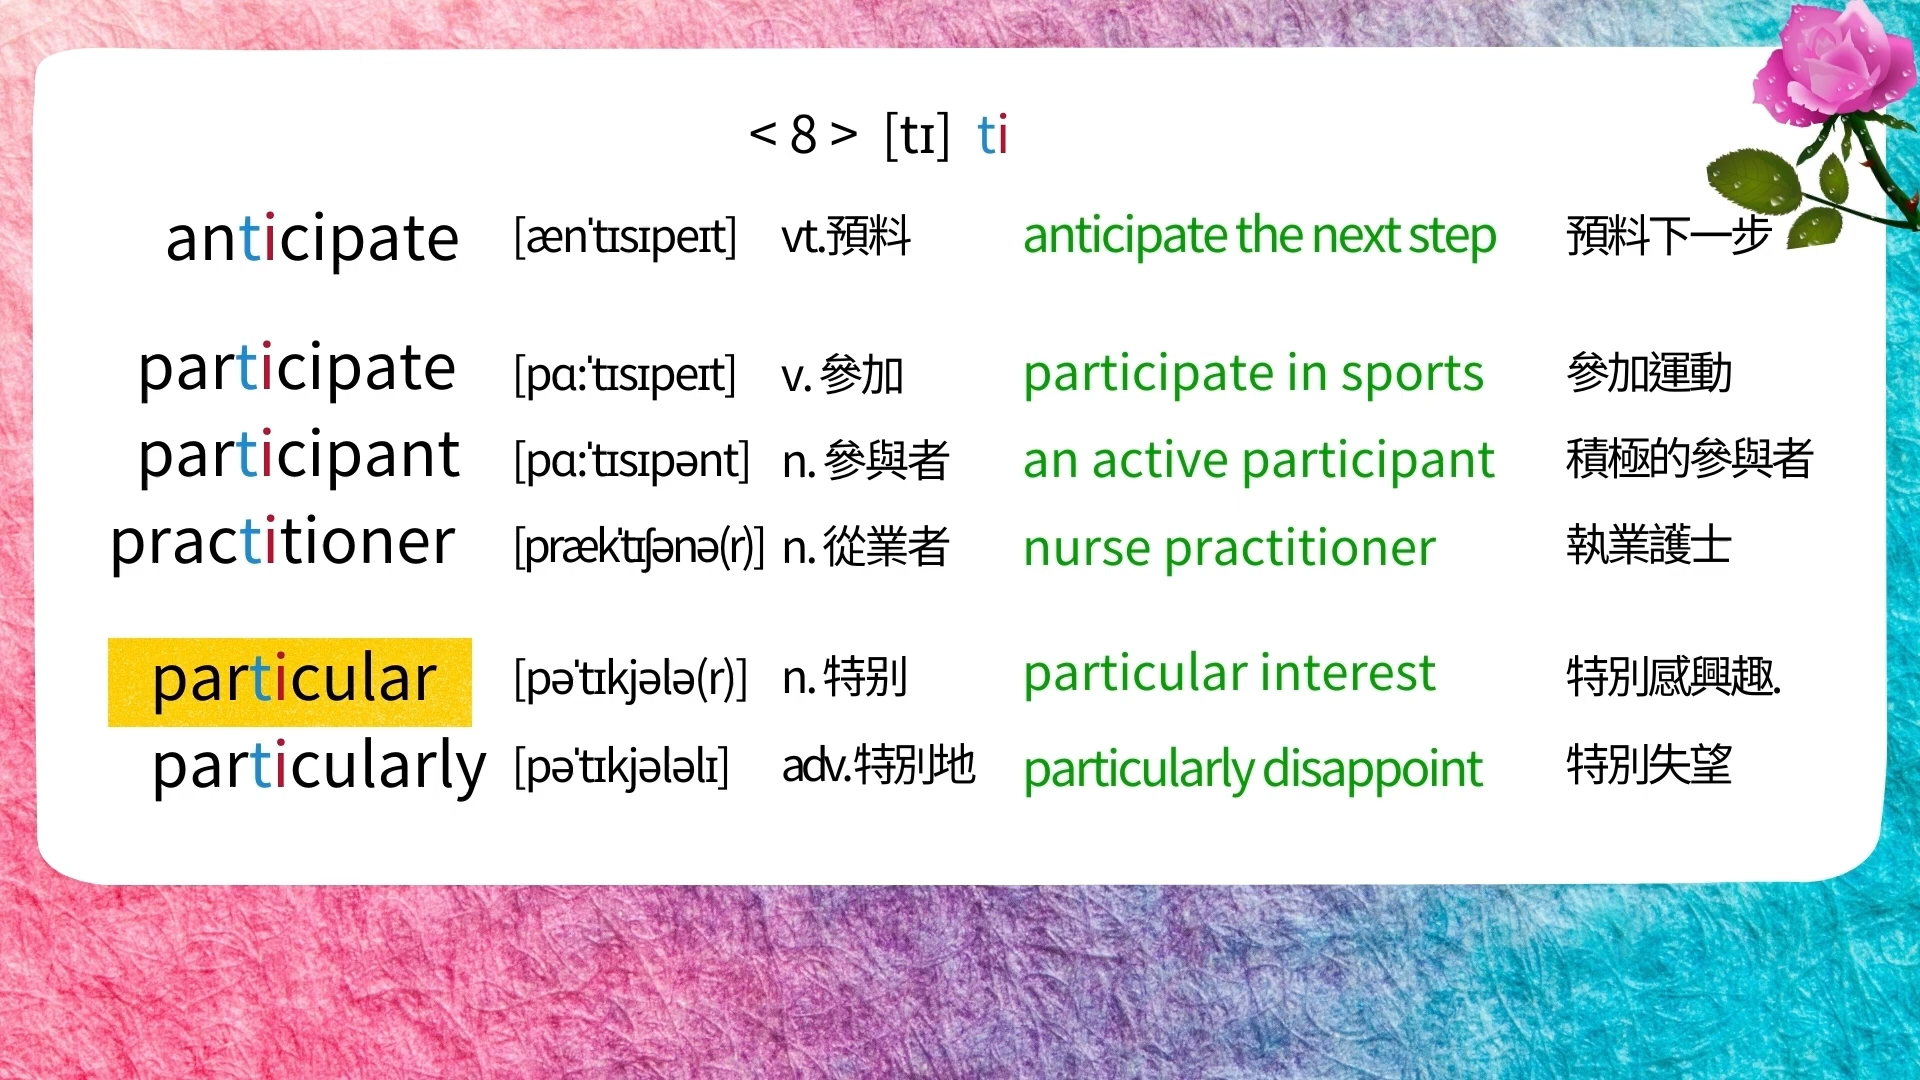 < 8 > [tɪ] ti
anticipate [æn'tɪsɪpeɪt] vt.預料 anticipate the next step 預料下一步
participate [pɑ:'tɪsɪpeɪt] v. 參加 participate in sports 參加運動
participant [pɑ:'tɪsɪpənt] n. 參與者 an active participant 積極的參與者
practitioner [præk'tɪʃənə(r)] n. 從業者 nurse practitioner 執業護士
particular [pə'tɪkjələ(r)] n. 特别 particular interest 特別感興趣.
particularly [pə'tɪkjələlɪ] adv.特別地 particularly disappoint 特別失望